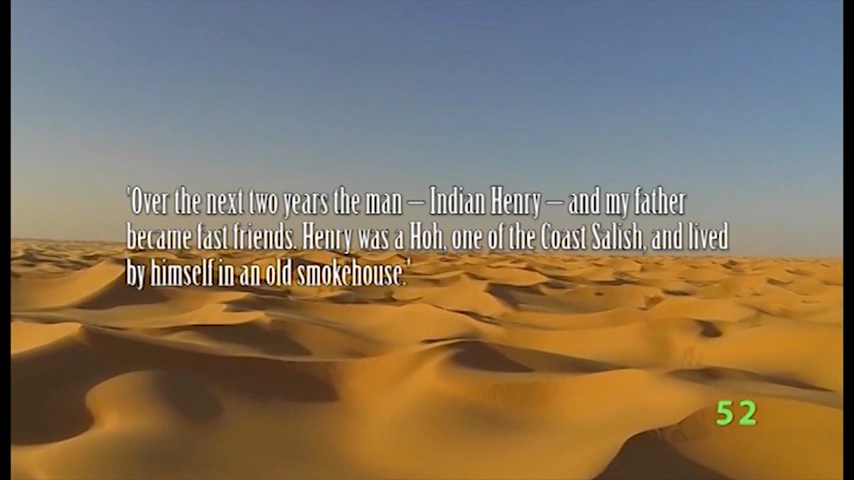 'Over the next two years the man – Indian Henry – and my father
became fast friends. Henry was a Hoh, one of the Coast Salish, and lived
by himself in an old smokehouse.'
52